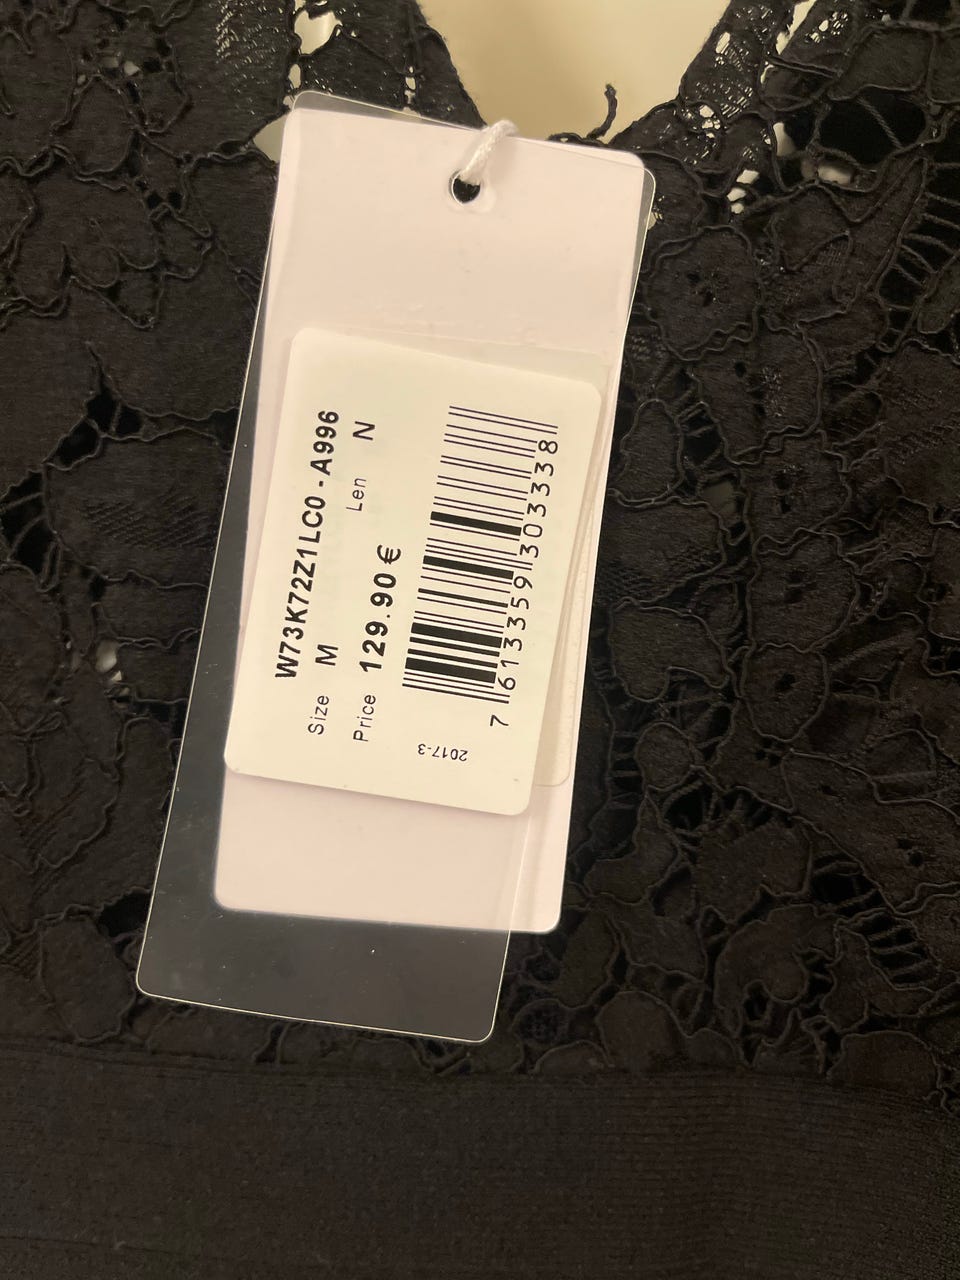 W73K72Z1LC0 - A996
Size M Len N
Price 129.90 €
7 613359 303338
2017-3